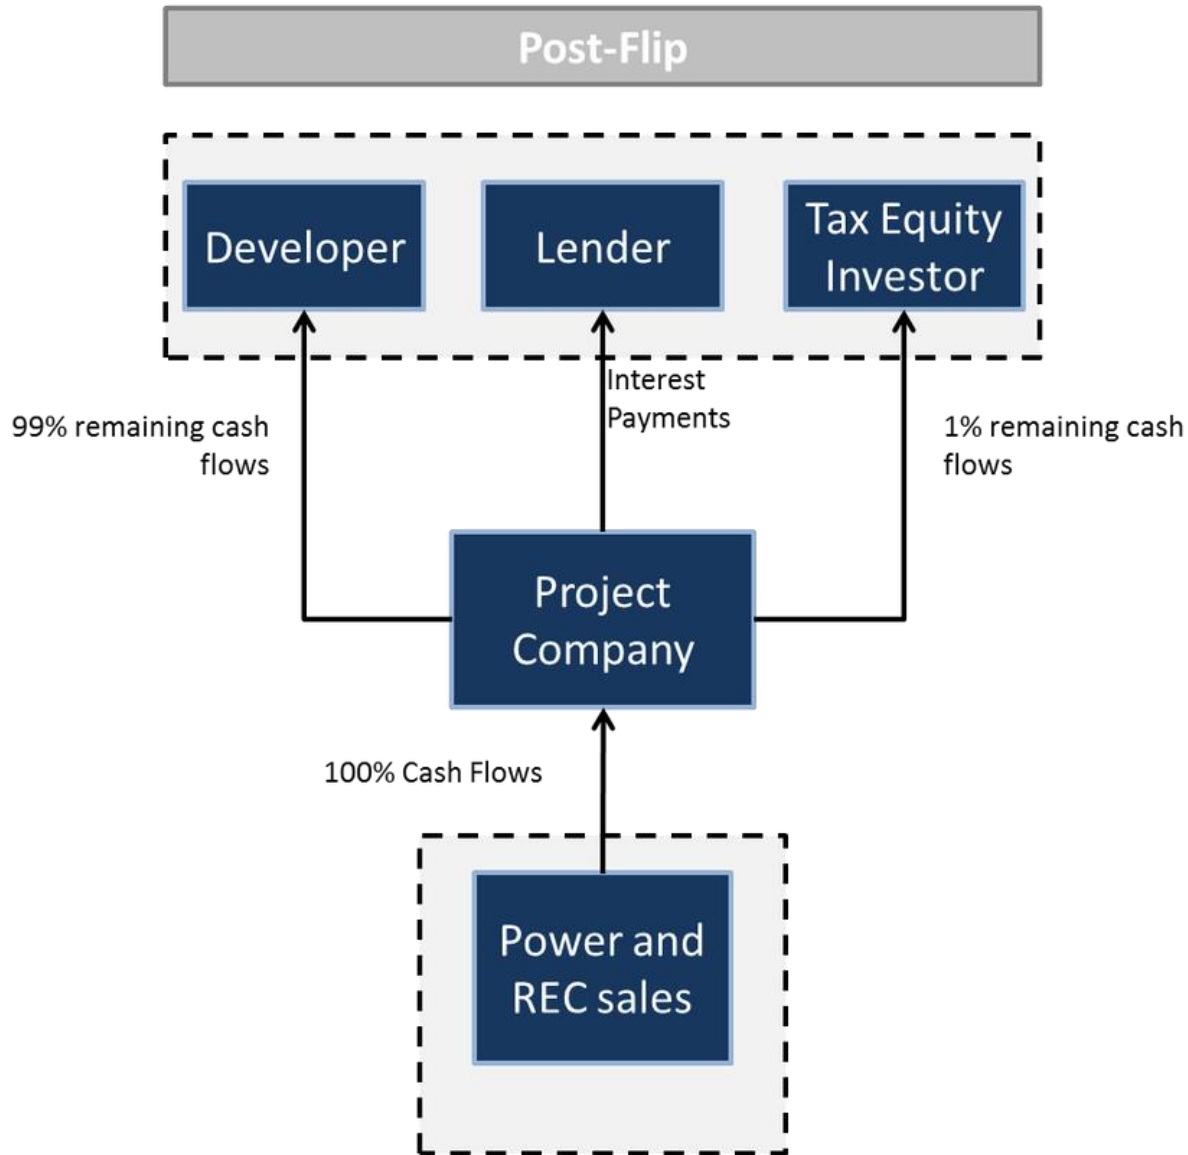 Post-Flip
Developer
Lender
Tax Equity
Investor
Interest
Payments
99% remaining cash
flows
1% remaining cash
flows
Project
Company
100% Cash Flows
Power and
REC sales